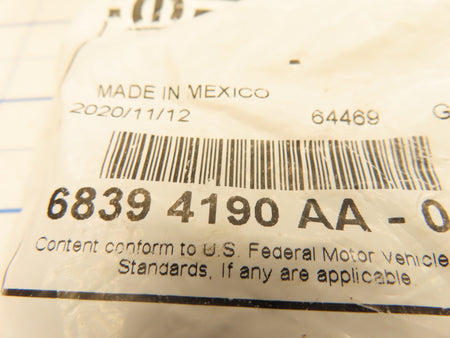 MADE IN MEXICO
2020/11/12 64469 G
6839 4190 AA - 0
Content conform to U.S. Federal Motor Vehicle
Standards, If any are applicable.